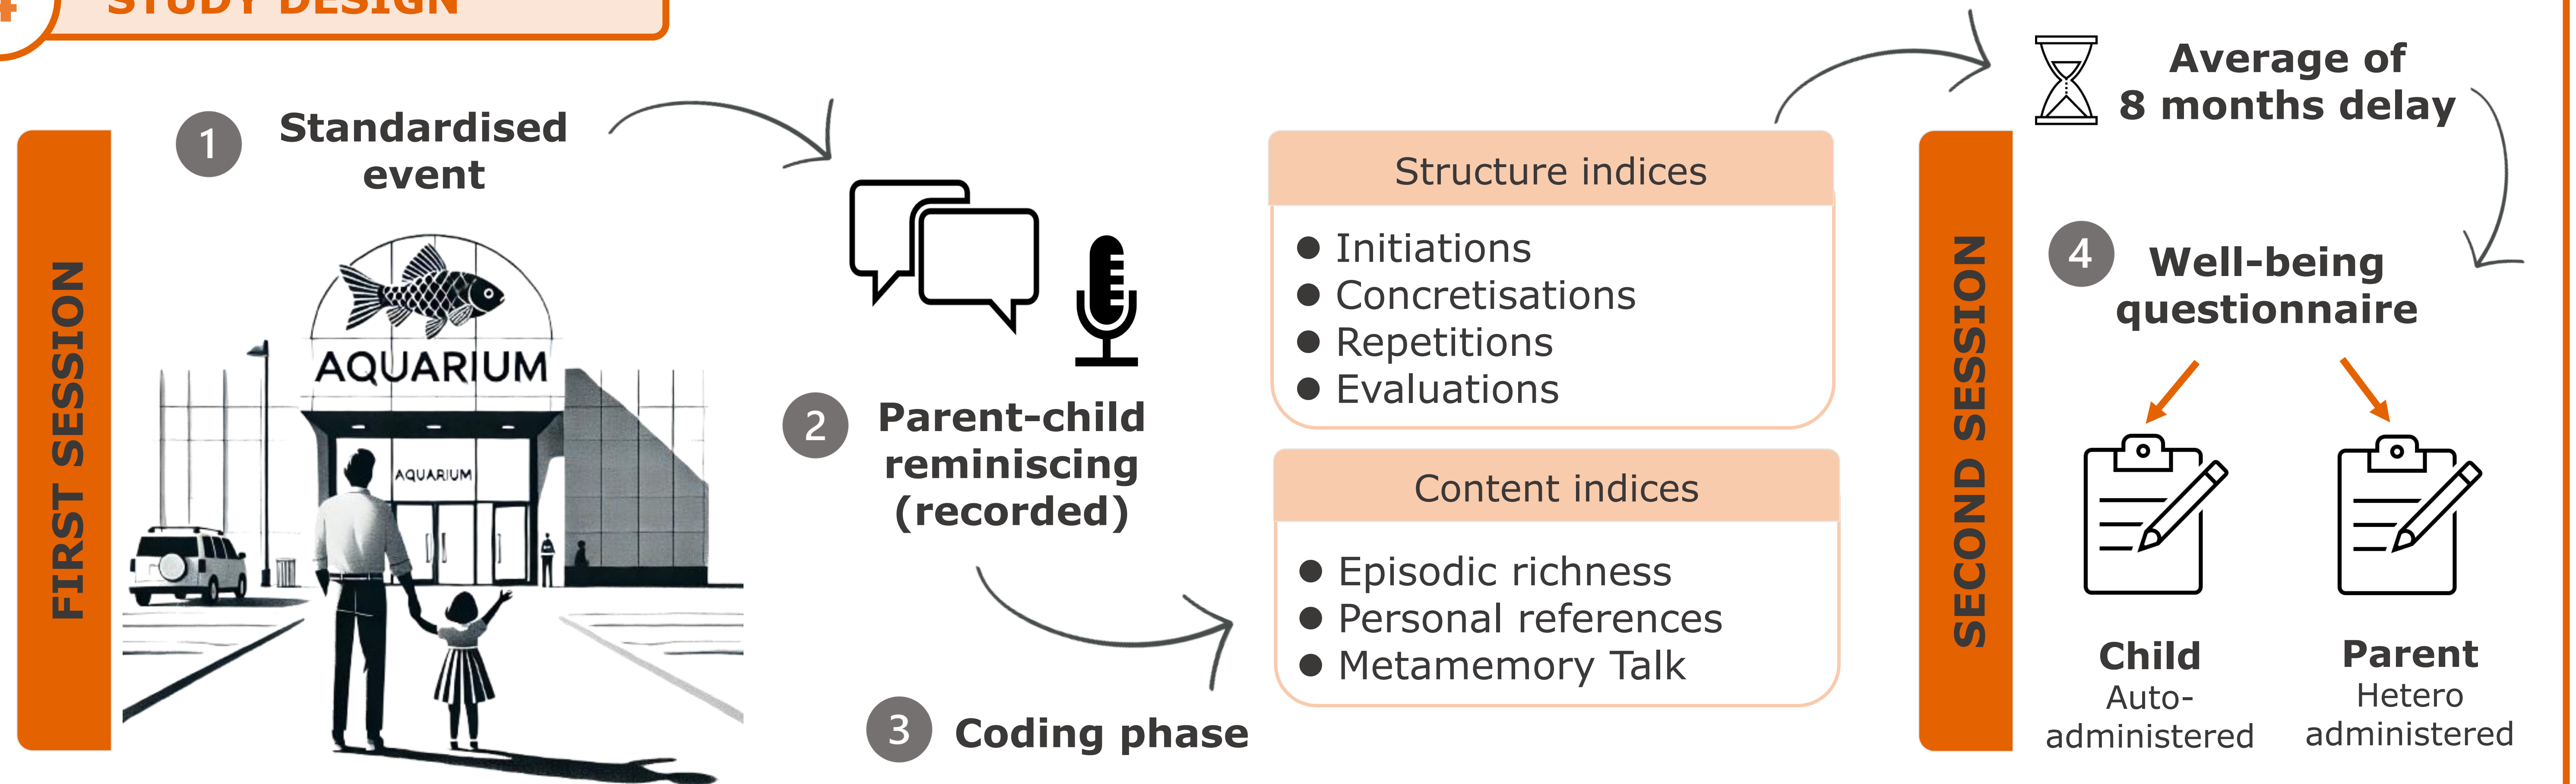 4
STUDY DESIGN
FIRST SESSION
1
Standardised
event
AQUARIUM
AQUARIUM
2
Parent-child
reminiscing
(recorded)
3
Coding phase
Structure indices
● Initiations
● Concretisations
● Repetitions
● Evaluations
Content indices
● Episodic richness
● Personal references
● Metamemory Talk
SECOND SESSION
Average of
8 months delay
4
Well-being
questionnaire
Child
Auto-
administered
Parent
Hetero
administered